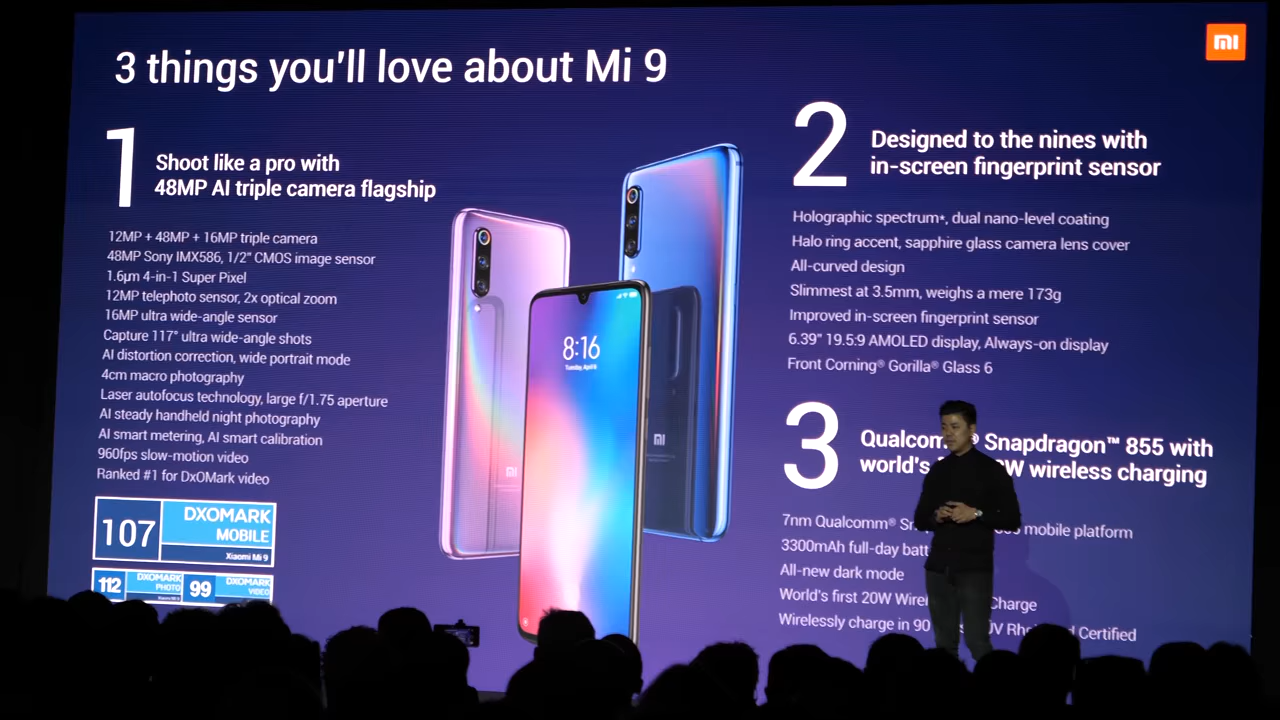 mi
3 things you'll love about Mi 9
1
Shoot like a pro with
48MP AI triple camera flagship
12MP + 48MP + 16MP triple camera
48MP Sony IMX586, 1/2" CMOS image sensor
1.6μm 4-in-1 Super Pixel
12MP telephoto sensor, 2x optical zoom
16MP ultra wide-angle sensor
Capture 117° ultra wide-angle shots
AI distortion correction, wide portrait mode
4cm macro photography
Laser autofocus technology, large f/1.75 aperture
AI steady handheld night photography
AI smart metering, AI smart calibration
960fps slow-motion video
Ranked #1 for DxOMark video
107
DXOMARK
MOBILE
Xiaomi Mi 9
112
DXOMARK
PHOTO
99
DXOMARK
VIDEO
8:16
mi
mi
2
Designed to the nines with
in-screen fingerprint sensor
Holographic spectrum*, dual nano-level coating
Halo ring accent, sapphire glass camera lens cover
All-curved design
Slimmest at 3.5mm, weighs a mere 173g
Improved in-screen fingerprint sensor
6.39" 19.5:9 AMOLED display, Always-on display
Front Corning® Gorilla® Glass 6
3
Qualcomm® Snapdragon™ 855 with
world's wireless charging
7nm Qualcomm® mobile platform
3300mAh full-day
All-new dark mode
World's first 20W Charge
Wirelessly charge in 90 Certified